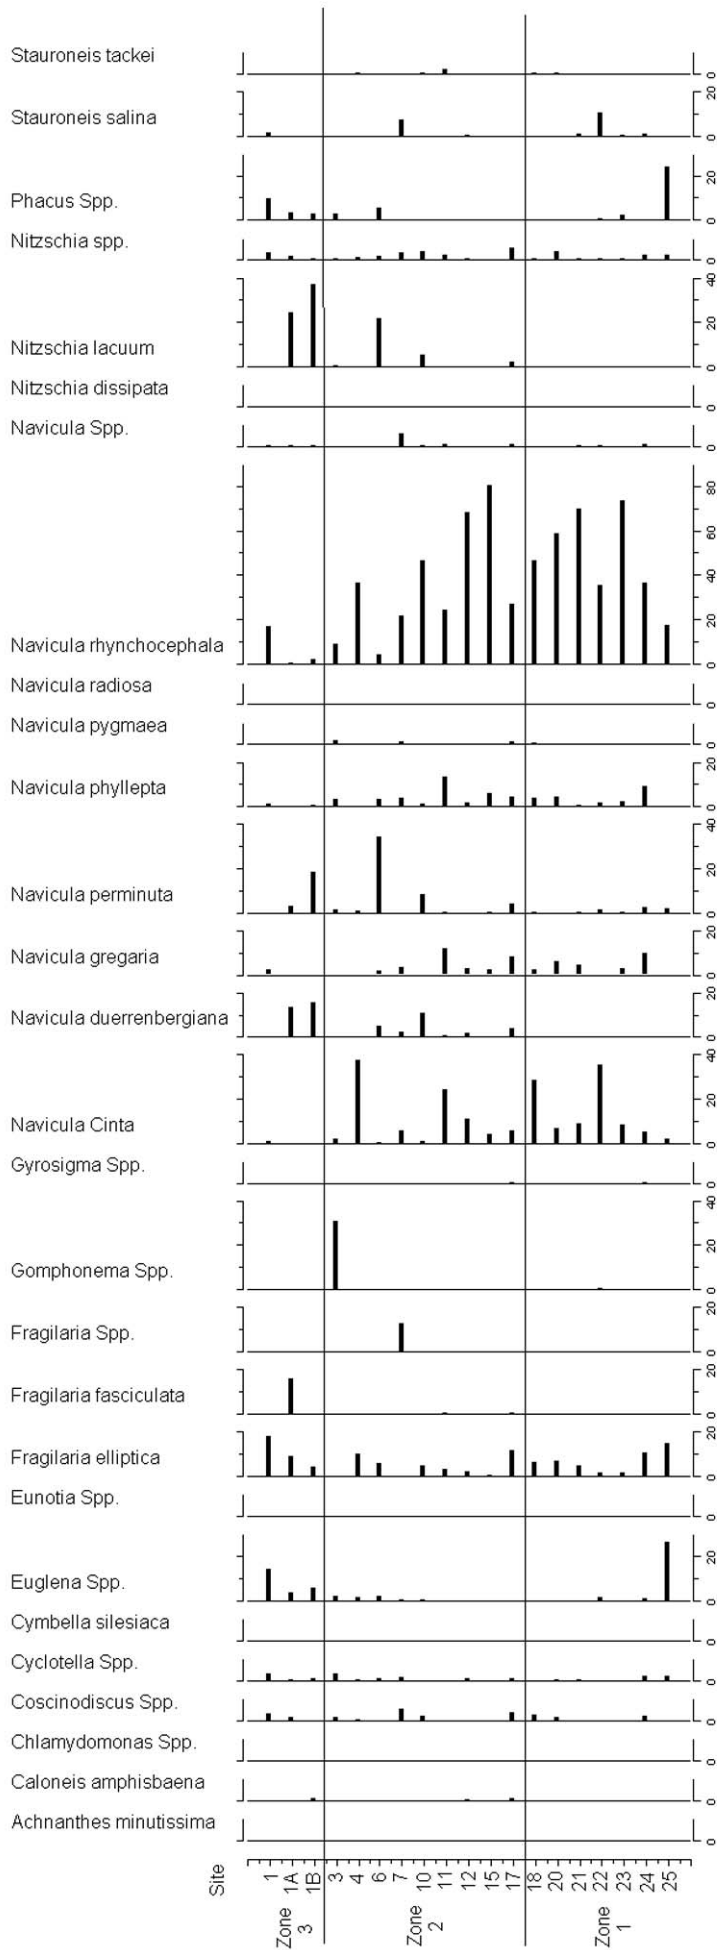 Stauroneis tackei
0
Stauroneis salina
20
0
Phacus Spp.
20
0
Nitzschia spp.
0
Nitzschia lacuum
40
20
0
Nitzschia dissipata
0
Navicula Spp.
0
Navicula rhynchocephala
80
60
40
20
0
Navicula radiosa
0
Navicula pygmaea
0
Navicula phyllepta
20
0
Navicula perminuta
40
20
0
Navicula gregaria
20
0
Navicula duerrenbergiana
20
0
Navicula Cinta
40
20
0
Gyrosigma Spp.
0
Gomphonema Spp.
40
20
0
Fragilaria Spp.
20
0
Fragilaria fasciculata
20
0
Fragilaria elliptica
20
0
Eunotia Spp.
0
Euglena Spp.
20
0
Cymbella silesiaca
0
Cyclotella Spp.
0
Coscinodiscus Spp.
0
Chlamydomonas Spp.
0
Caloneis amphisbaena
0
Achnanthes minutissima
0
Site 1 1A 1B 3 4 6 7 10 11 12 15 17 18 20 21 22 23 24 25
Zone 3
Zone 2
Zone 1